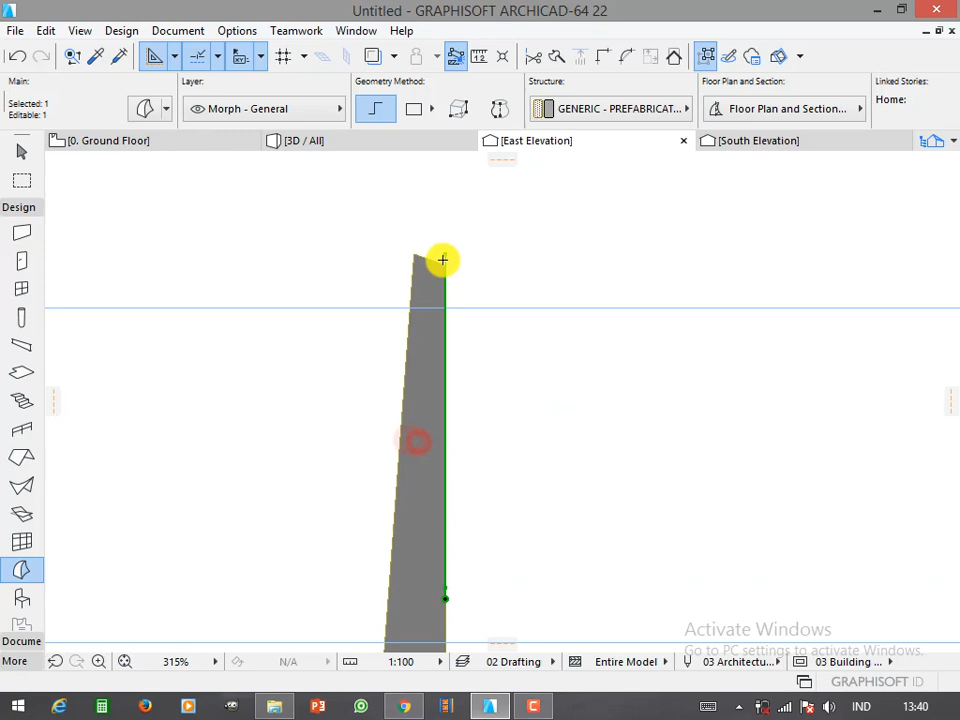 Untitled - GRAPHISOFT ARCHICAD-64 22
File Edit View Design Document Options Teamwork Window Help
Main: Layer: Geometry Method: Structure: Floor Plan and Section: Linked Stories:
Selected: 1
Editable: 1
Morph - General
GENERIC - PREFABRICAT...
Floor Plan and Section...
Home:
[0. Ground Floor] [3D / All] [East Elevation] [South Elevation]
Design
Docume
More
Activate Windows
Go to PC settings to activate Windows.
315% N/A 1:100 02 Drafting Entire Model 03 Architectu... 03 Building ...
GRAPHISOFT ID
IND 13:40